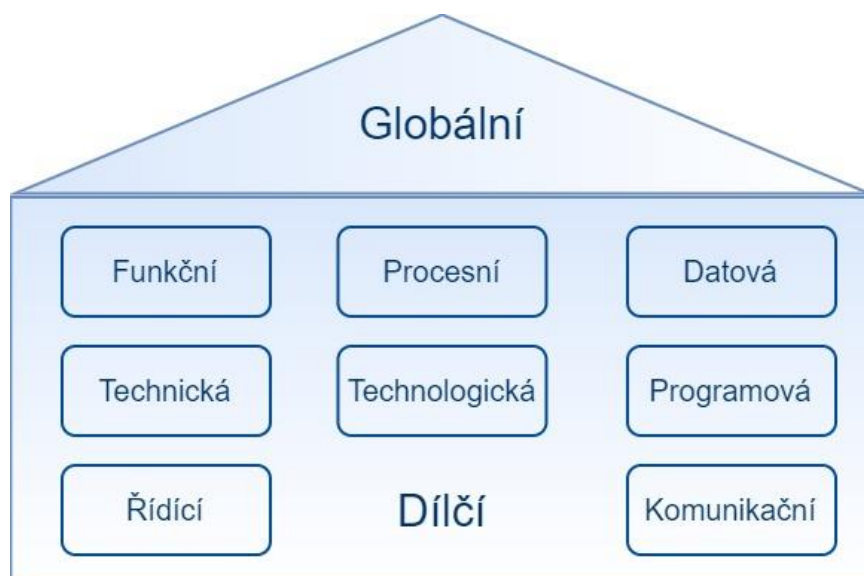 Globální
Funkční
Procesní
Datová
Technická
Technologická
Programová
Řídící
Dílčí
Komunikační